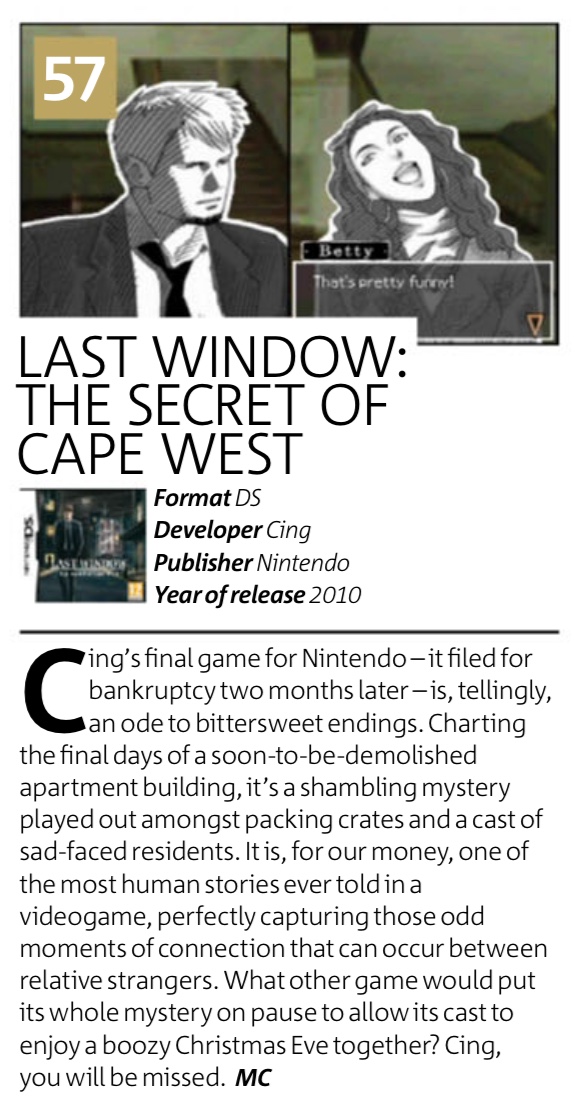 57
Betty
That's pretty funny!
LAST WINDOW:
THE SECRET OF
CAPE WEST
LAST WINDOW
Format DS
Developer Cing
Publisher Nintendo
Year of release 2010
Cing's final game for Nintendo – it filed for
bankruptcy two months later – is, tellingly,
an ode to bittersweet endings. Charting
the final days of a soon-to-be-demolished
apartment building, it's a shambling mystery
played out amongst packing crates and a cast of
sad-faced residents. It is, for our money, one of
the most human stories ever told in a
videogame, perfectly capturing those odd
moments of connection that can occur between
relative strangers. What other game would put
its whole mystery on pause to allow its cast to
enjoy a boozy Christmas Eve together? Cing,
you will be missed. MC